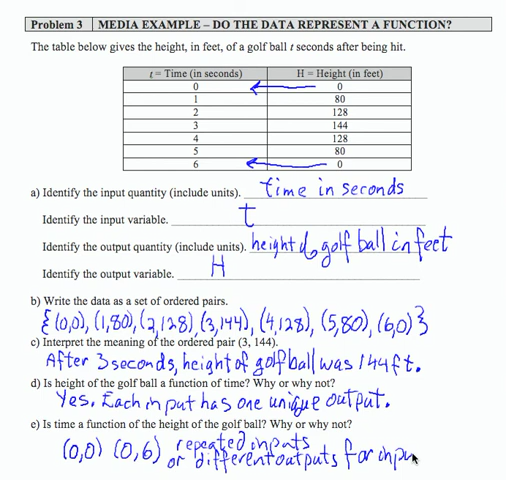 Problem 3 | MEDIA EXAMPLE – DO THE DATA REPRESENT A FUNCTION?
The table below gives the height, in feet, of a golf ball t seconds after being hit.
t = Time (in seconds) H = Height (in feet)
0 0
1 80
2 128
3 144
4 128
5 80
6 0
a) Identify the input quantity (include units). time in seconds
Identify the input variable. t
Identify the output quantity (include units). height of golf ball in feet
Identify the output variable. H
b) Write the data as a set of ordered pairs.
{(0,0), (1,80), (2,128), (3,144), (4,128), (5,80), (6,0)}
c) Interpret the meaning of the ordered pair (3, 144).
After 3 seconds, height of golf ball was 144 ft.
d) Is height of the golf ball a function of time? Why or why not?
Yes. Each input has one unique output.
e) Is time a function of the height of the golf ball? Why or why not?
(0,0) (0,6) repeated inputs
or different outputs for inpu